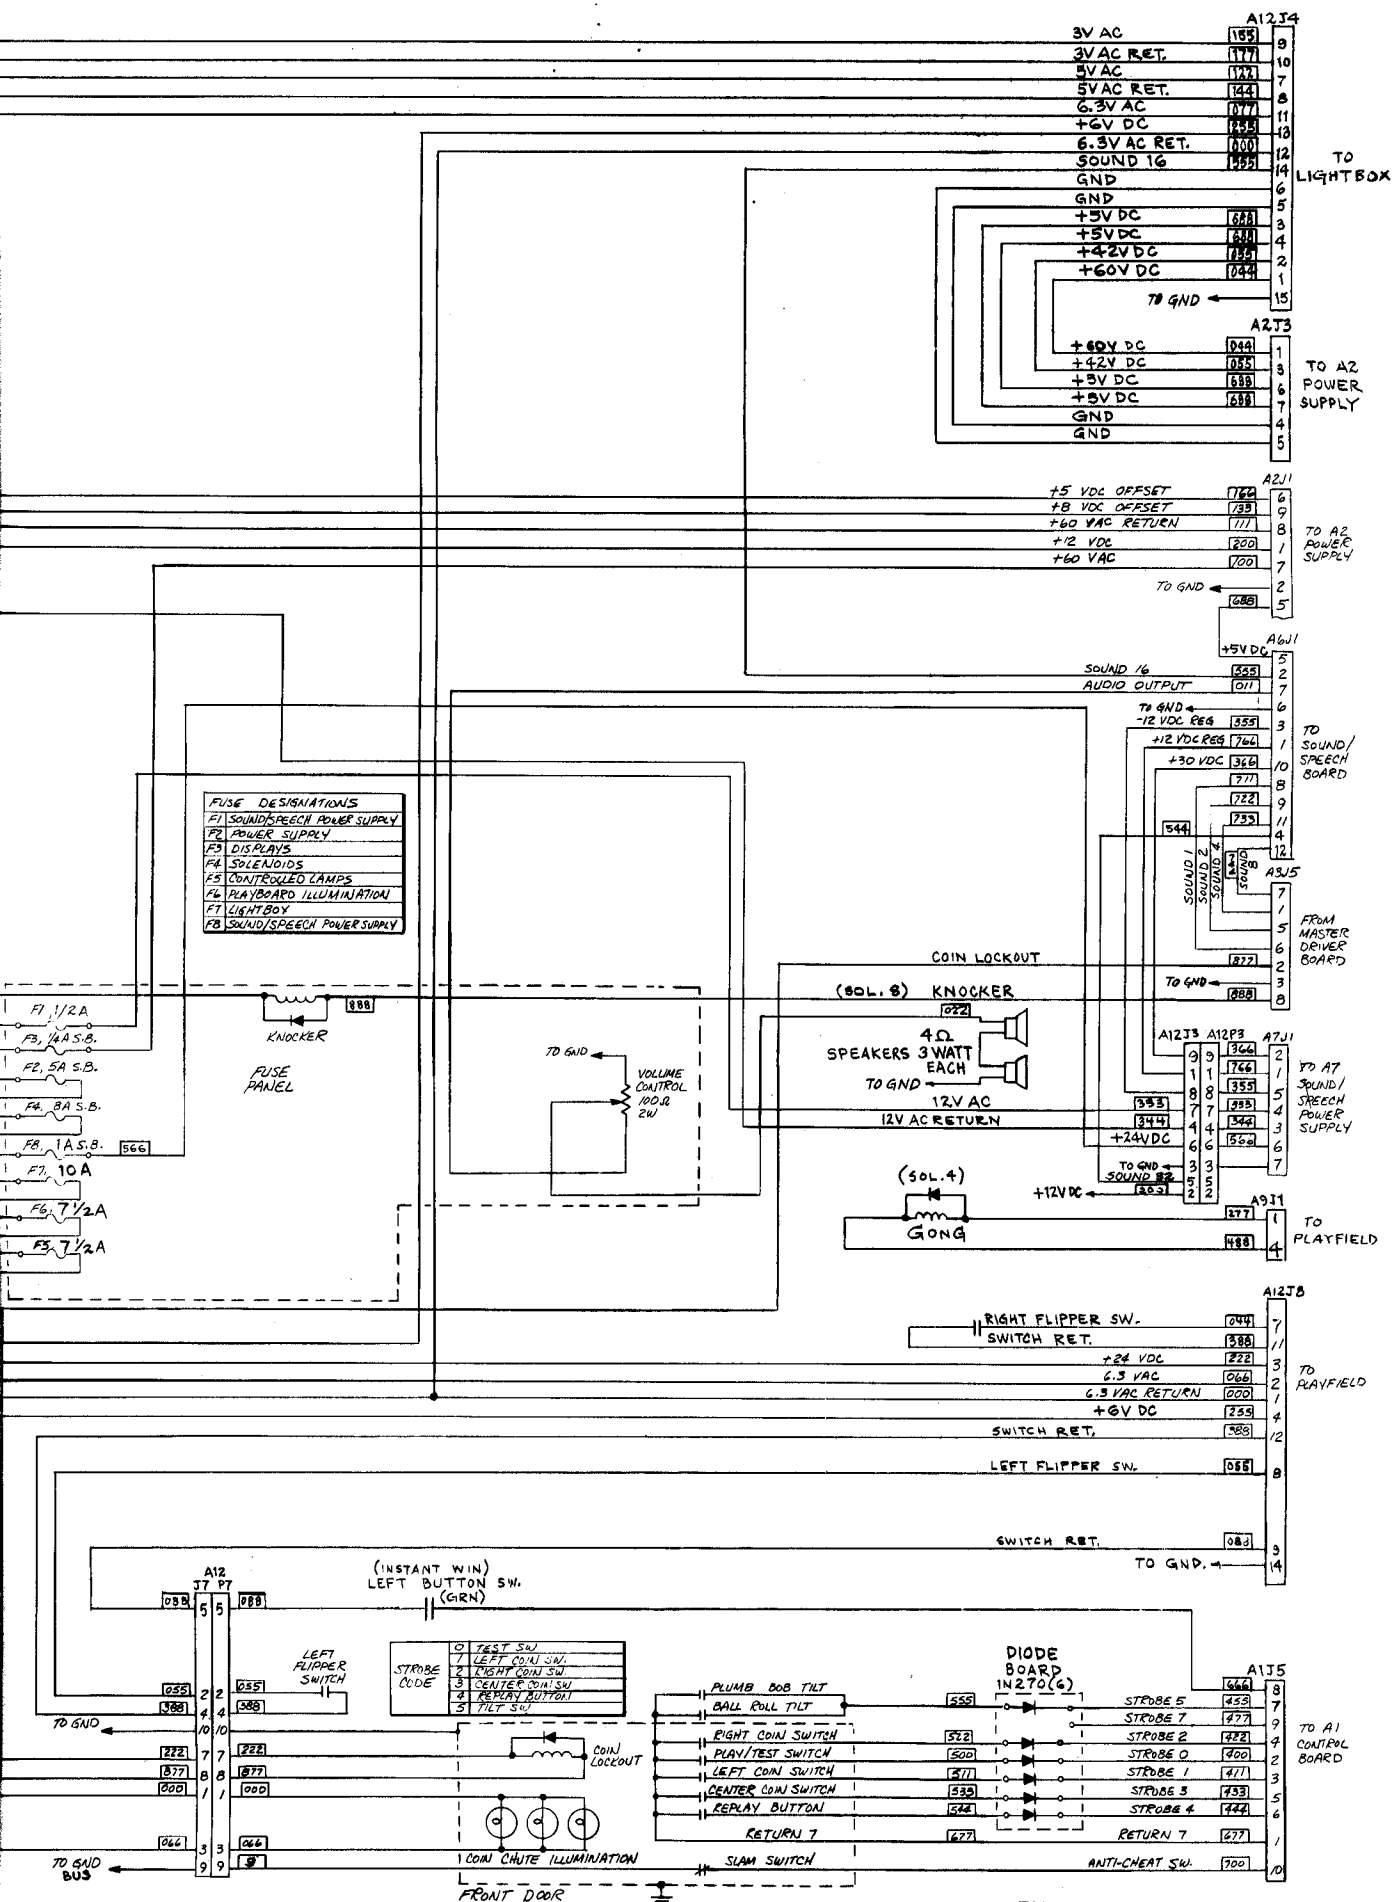 A12J4
3V AC 155 9
3V AC RET. 177 10
5V AC 122 7
5V AC RET. 144 8
6.3V AC 077 11
+6V DC 255 13
6.3V AC RET. 000 12
SOUND 16 355 14
GND 6
GND 5
+5V DC 688 3
+5V DC 688 4
+42V DC 055 2
+60V DC 044 1
TO GND 15
TO
LIGHTBOX
A2J3
+60V DC 044 1
+42V DC 055 3
+5V DC 688 6
+5V DC 688 7
GND 4
GND 5
TO A2
POWER
SUPPLY
A2J1
+5 VDC OFFSET 766 6
+8 VDC OFFSET 133 9
+60 VAC RETURN 111 8
+12 VDC 200 1
+60 VAC 700 7
TO GND 2
688 5
TO A2
POWER
SUPPLY
A6J1
+5V DC 5
SOUND 16 355 2
AUDIO OUTPUT 011 7
TO GND 6
-12 VDC REG 355 3
+12 VDC REG 766 1
+30 VDC 366 10
711 8
722 9
733 11
544 4
12
TO
SOUND/
SPEECH
BOARD
SOUND 1
SOUND 2
SOUND 4
SOUND 8
FUSE DESIGNATIONS
F1 SOUND/SPEECH POWER SUPPLY
F2 POWER SUPPLY
F3 DISPLAYS
F4 SOLENOIDS
F5 CONTROLLED LAMPS
F6 PLAYBOARD ILLUMINATION
F7 LIGHTBOX
F8 SOUND/SPEECH POWER SUPPLY
A3J5
7
1
5
6
COIN LOCKOUT 877 2
TO GND 3
(SOL. 8) KNOCKER 888 8
FROM
MASTER
DRIVER
BOARD
F1, 1/2A
F3, 1/4A S.B.
F2, 5A S.B.
F4, 8A S.B.
F8, 1A S.B. 566
F7, 10A
F6, 7 1/2A
F5, 7 1/2A
KNOCKER
888
FUSE
PANEL
TO GND
VOLUME
CONTROL
100Ω
2W
022
4Ω
SPEAKERS 3 WATT
EACH
TO GND
A12J3 A12P3 A7J1
9 9 366 2
1 1 766 1
8 8 355 5
12V AC 333 7 7 333 4
12V AC RETURN 344 4 4 344 3
+24VDC 6 6 566 6
TO GND 3 3 7
SOUND 32 5 5
+12V DC 200 2 2
TO A7
SOUND/
SPEECH
POWER
SUPPLY
(SOL.4)
GONG
A9J1
277 1
488 4
TO
PLAYFIELD
A12J8
RIGHT FLIPPER SW. 044 7
SWITCH RET. 388 11
+24 VDC 222 3
6.3 VAC 066 2
6.3 VAC RETURN 000 1
+6V DC 255 4
SWITCH RET. 388 12
LEFT FLIPPER SW. 055 8
SWITCH RET. 9
TO GND. 14
TO
PLAYFIELD
A12
J7 P7
088 5 5 088
055 2 2 055
388 4 4 388
TO GND 10 10
222 7 7 222
877 8 8 877
000 1 1 000
066 3 3 066
TO GND
BUS
9 9
(INSTANT WIN)
LEFT BUTTON SW.
(GRN)
LEFT
FLIPPER
SWITCH
STROBE
CODE
0 TEST SW
1 LEFT COIN SW.
2 RIGHT COIN SW.
3 CENTER COIN SW
4 REPLAY BUTTON
5 TILT SW
COIN
LOCKOUT
COIN CHUTE ILLUMINATION
FRONT DOOR
DIODE
BOARD
1N270(6)
A1J5
666 8
PLUMB BOB TILT
BALL ROLL TILT 555 STROBE 5 455 7
STROBE 7 477 9
RIGHT COIN SWITCH 522 STROBE 2 422 4
PLAY/TEST SWITCH 500 STROBE 0 400 2
LEFT COIN SWITCH 511 STROBE 1 411 3
CENTER COIN SWITCH 533 STROBE 3 433 5
REPLAY BUTTON 544 STROBE 4 444 6
RETURN 7 677 RETURN 7 677 1
SLAM SWITCH ANTI-CHEAT SW. 700 10
TO A1
CONTROL
BOARD